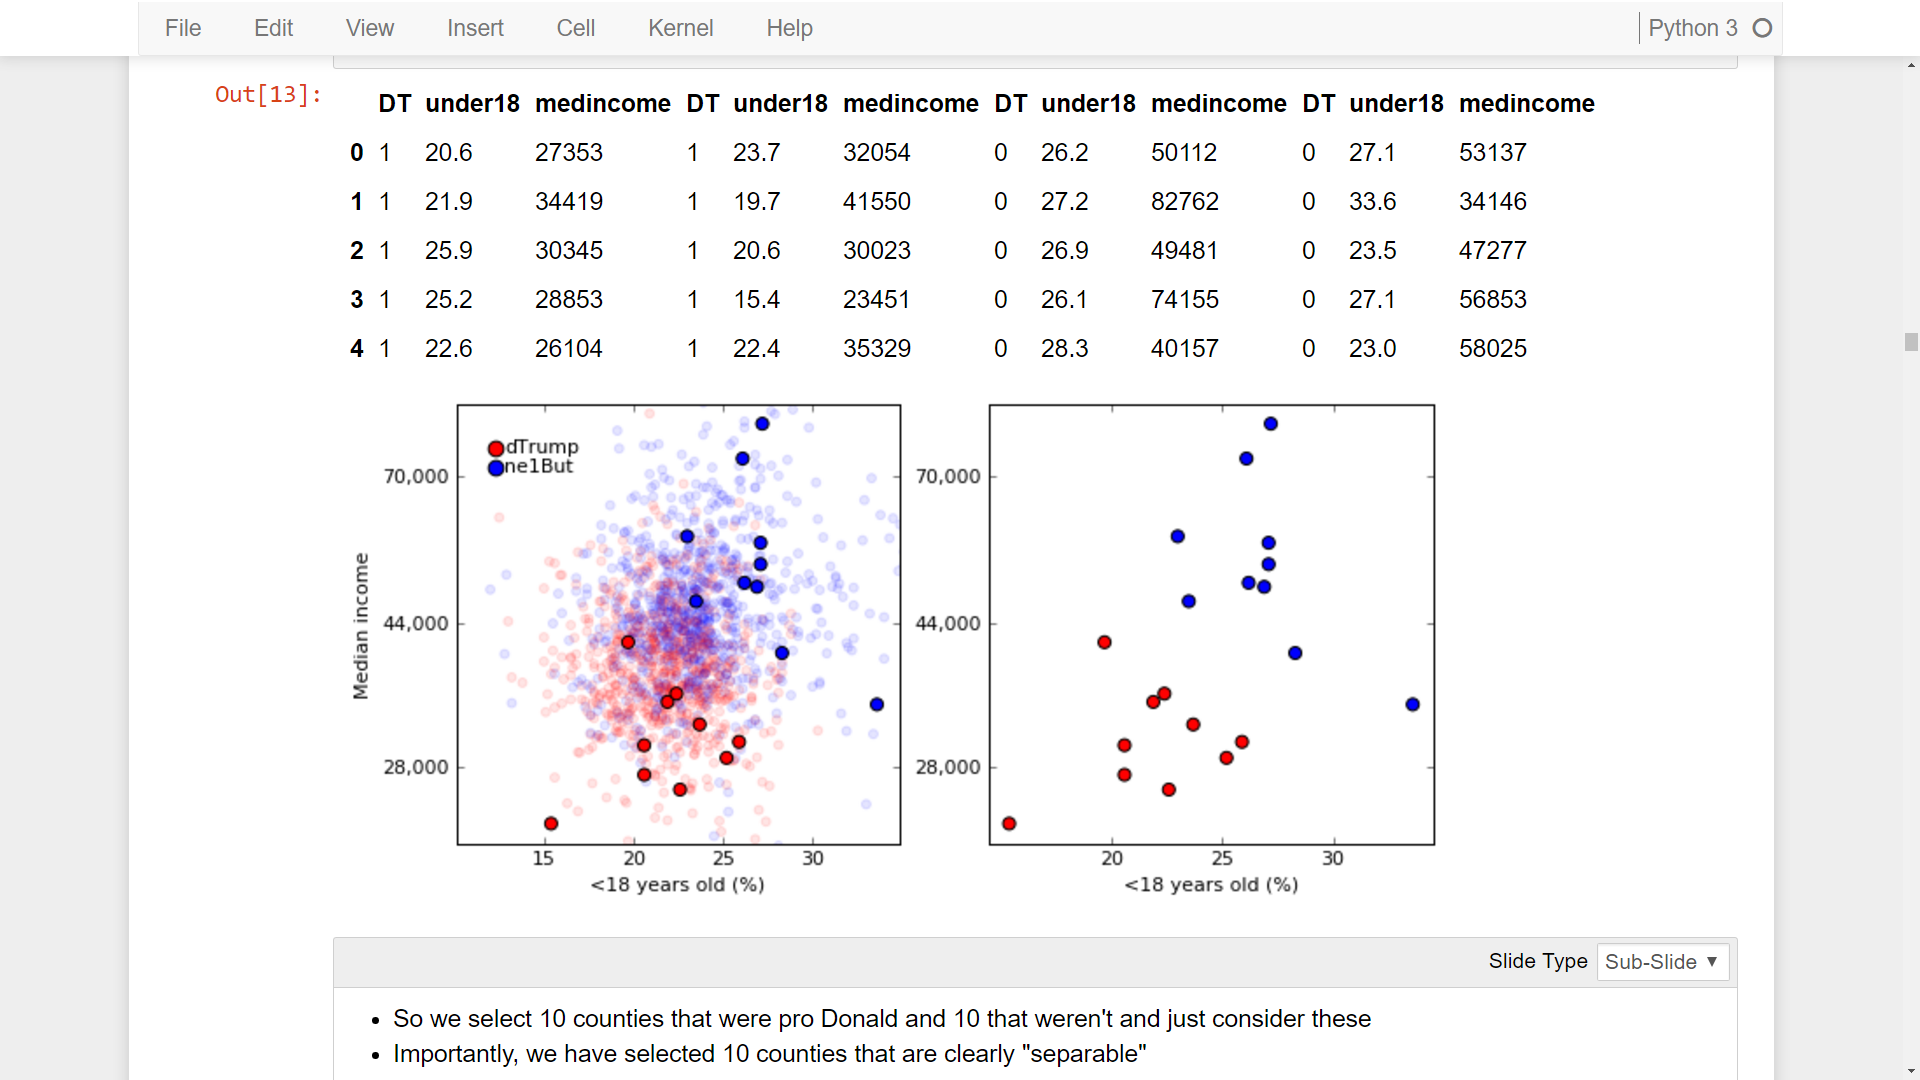 File Edit View Insert Cell Kernel Help Python 3
Out[13]:
DT under18 medincome DT under18 medincome DT under18 medincome DT under18 medincome
0 1 20.6 27353 1 23.7 32054 0 26.2 50112 0 27.1 53137
1 1 21.9 34419 1 19.7 41550 0 27.2 82762 0 33.6 34146
2 1 25.9 30345 1 20.6 30023 0 26.9 49481 0 23.5 47277
3 1 25.2 28853 1 15.4 23451 0 26.1 74155 0 27.1 56853
4 1 22.6 26104 1 22.4 35329 0 28.3 40157 0 23.0 58025
dTrump
ne1But
70,000
44,000
28,000
Median income
15 20 25 30
<18 years old (%)
70,000
44,000
28,000
20 25 30
<18 years old (%)
Slide Type Sub-Slide
• So we select 10 counties that were pro Donald and 10 that weren't and just consider these
• Importantly, we have selected 10 counties that are clearly "separable"